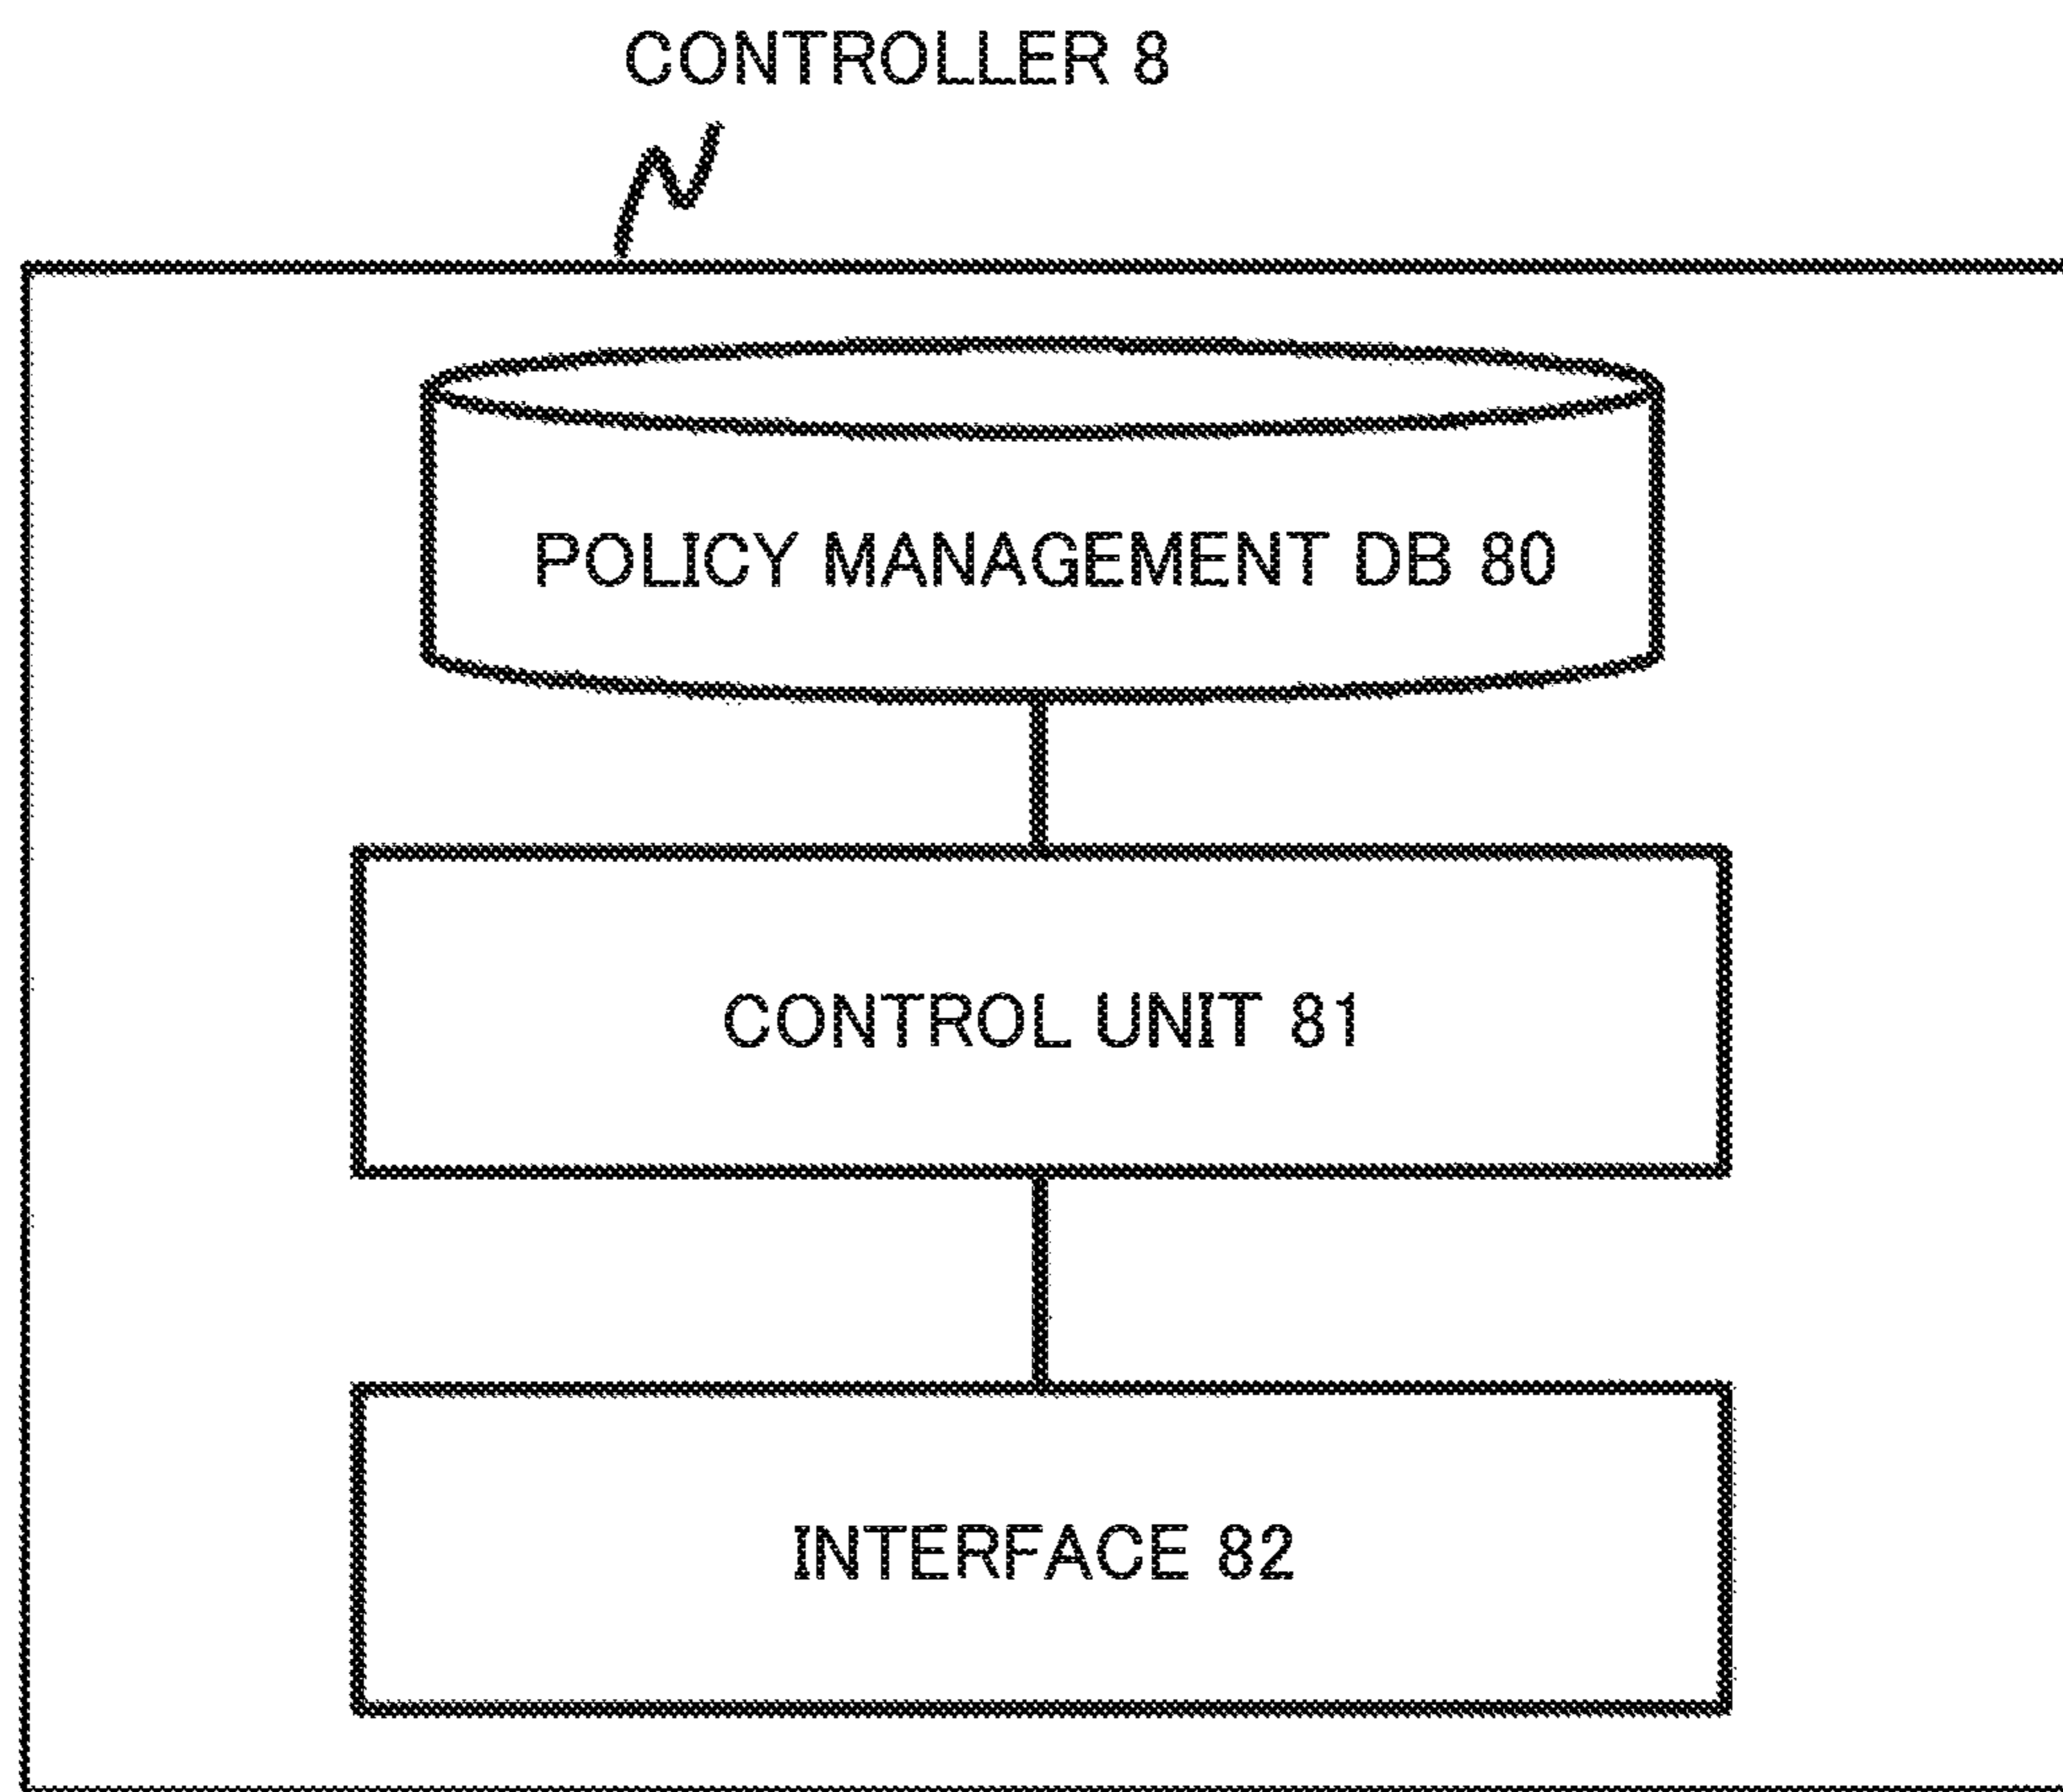 CONTROLLER 8
POLICY MANAGEMENT DB 80
CONTROL UNIT 81
INTERFACE 82